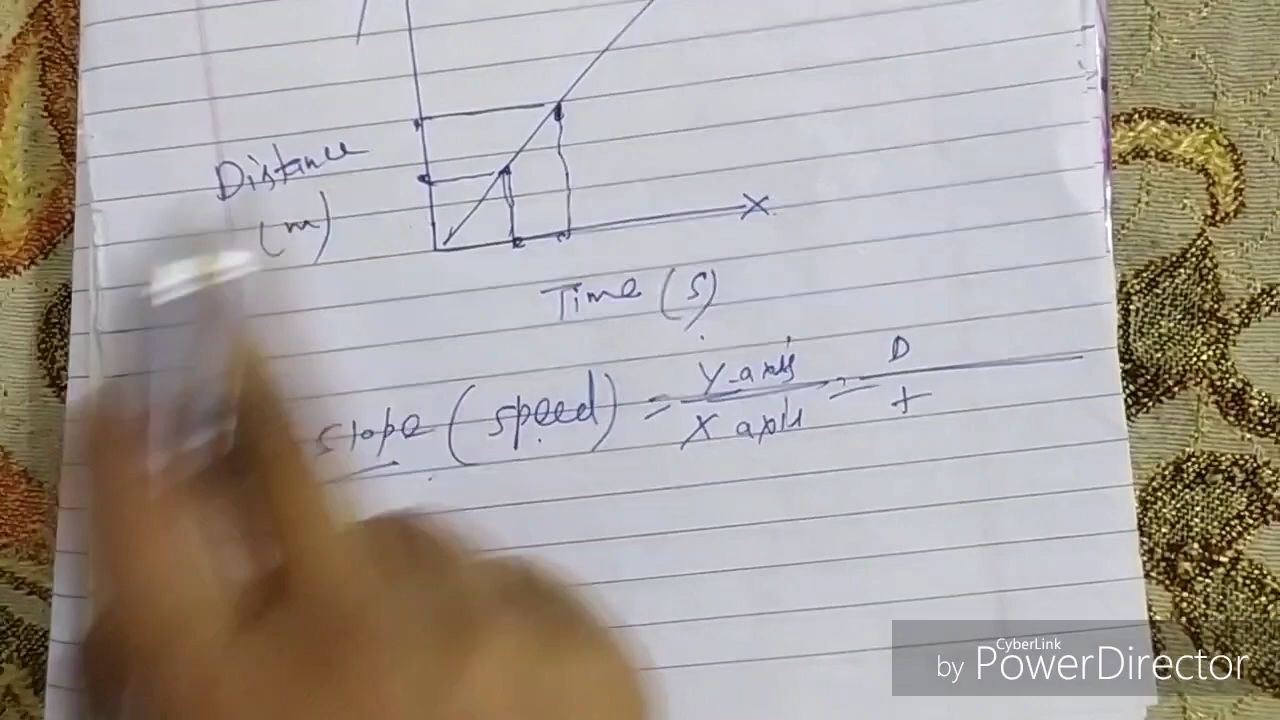 Distance
(m)
X
Time (s)
slope (speed) = y-axis / x axis = D / t
CyberLink
by PowerDirector